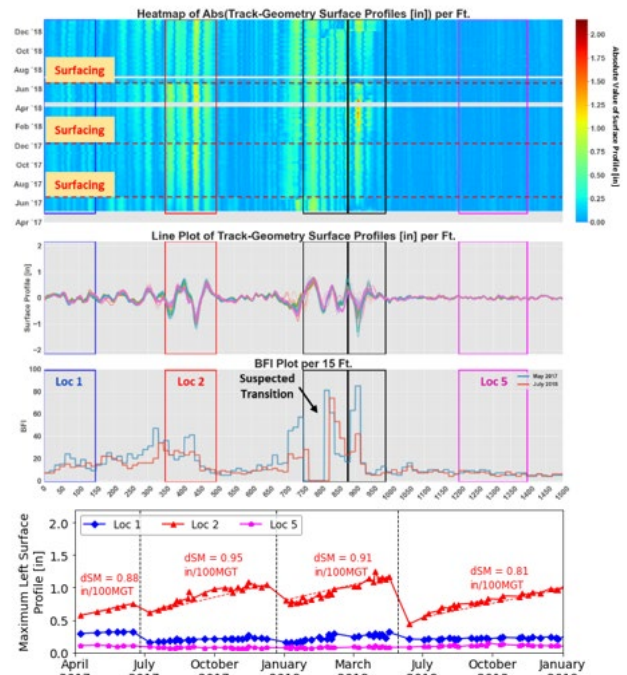 Heatmap of Abs(Track-Geometry Surface Profiles [in]) per Ft.
Dec '18
Oct '18
Aug '18
Surfacing
Jun '18
Apr '18
Feb '18
Surfacing
Dec '17
Oct '17
Aug '17
Surfacing
Jun '17
Apr '17
2.00
1.75
1.50
1.25
1.00
0.75
0.50
0.25
0.00
Absolute Value of Surface Profile[in]
Line Plot of Track-Geometry Surface Profiles [in] per Ft.
Surface Profile [in]
2
1
0
−1
−2
BFI Plot per 15 Ft.
BFI
100
80
60
40
20
0
Loc 1
Loc 2
Suspected
Transition
Loc 5
May 2017
July 2018
0 50 100 150 200 250 300 350 400 450 500 550 600 650 700 750 800 850 900 950 1000 1050 1100 1150 1200 1250 1300 1350 1400 1450 1500
Maximum Left Surface
Profile [in]
2.0
1.5
1.0
0.5
0.0
Loc 1 Loc 2 Loc 5
dSM = 0.88
in/100MGT
dSM = 0.95
in/100MGT
dSM = 0.91
in/100MGT
dSM = 0.81
in/100MGT
April July October January March July October January